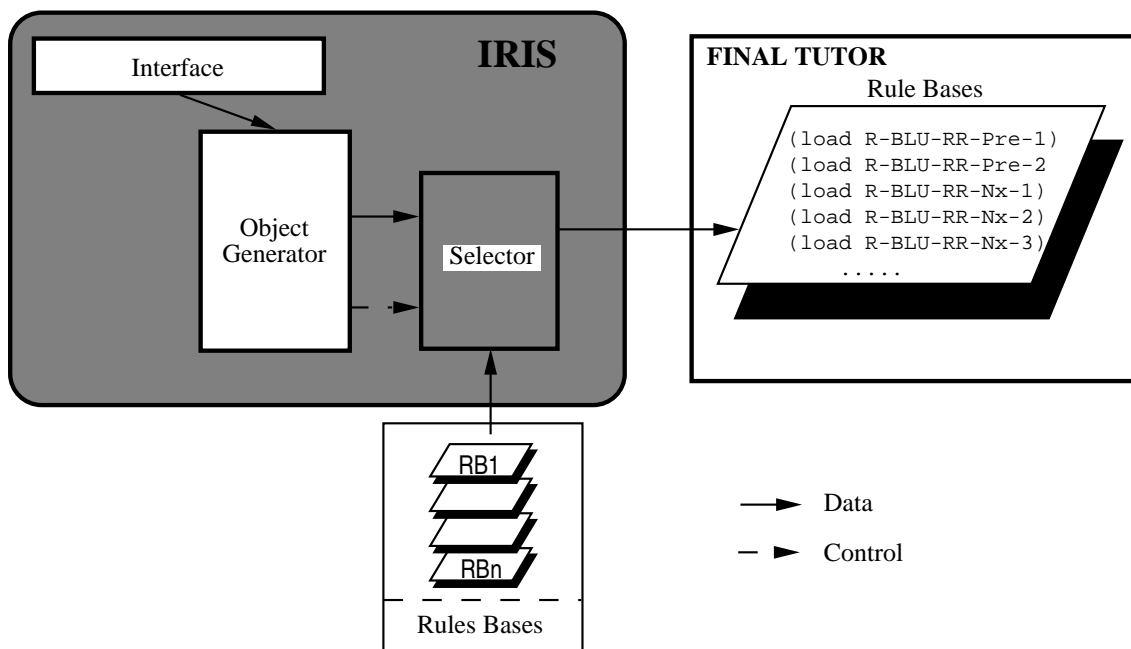 IRIS
Interface
Object
Generator
Selector
FINAL TUTOR
Rule Bases
(load R-BLU-RR-Pre-1)
(load R-BLU-RR-Pre-2
(load R-BLU-RR-Nx-1)
(load R-BLU-RR-Nx-2)
(load R-BLU-RR-Nx-3)
.....
RB1
RBn
Rules Bases
Data
Control